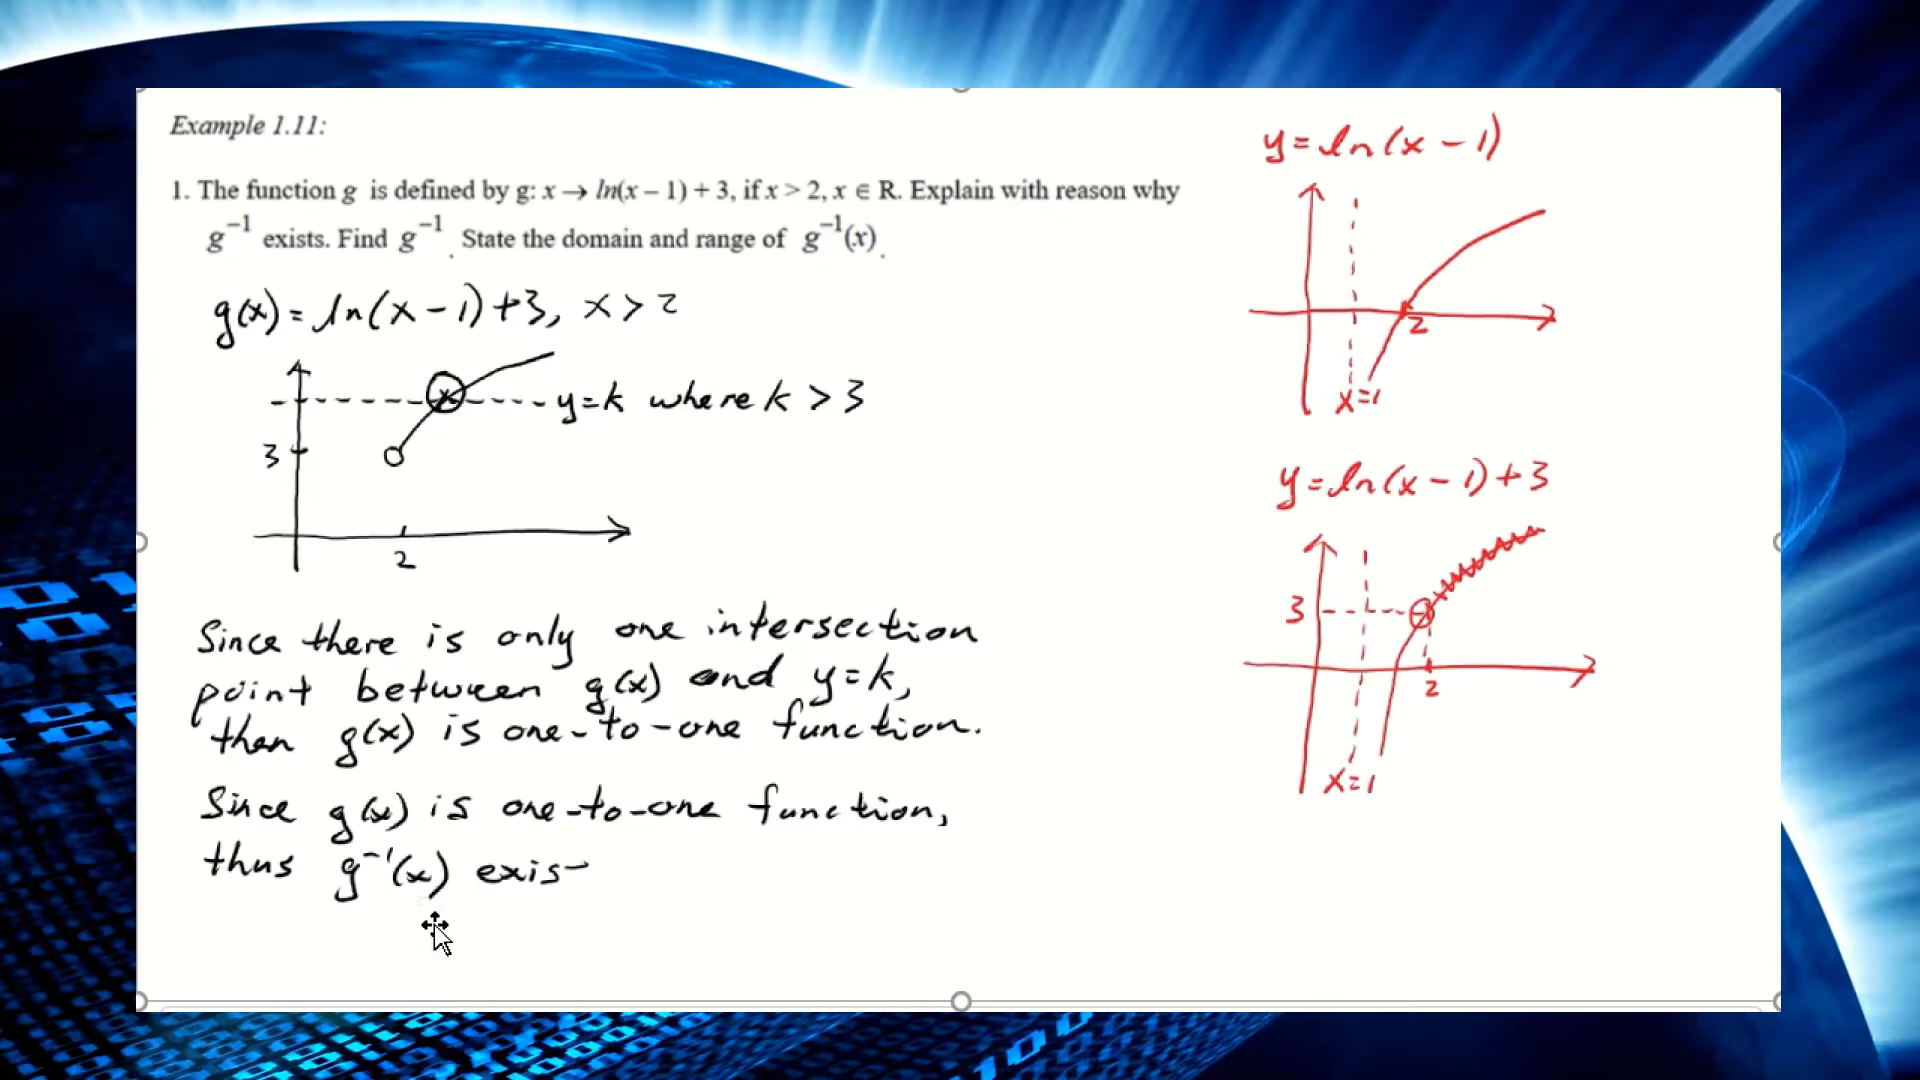 Example 1.11:
1. The function g is defined by g: x → ln(x – 1) + 3, if x > 2, x ∈ R. Explain with reason why
g⁻¹ exists. Find g⁻¹. State the domain and range of g⁻¹(x).
g(x) = ln(x - 1) + 3, x > 2
y = k where k > 3
3
2
Since there is only one intersection
point between g(x) and y = k,
then g(x) is one-to-one function.
Since g(x) is one-to-one function,
thus g⁻¹(x) exis
y = ln(x - 1)
2
x = 1
y = ln(x - 1) + 3
3
2
x = 1